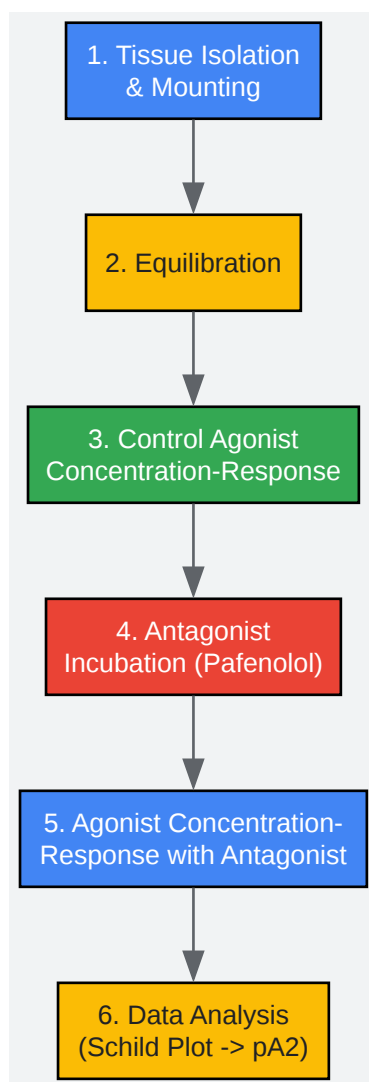 1. Tissue Isolation
& Mounting
2. Equilibration
3. Control Agonist
Concentration-Response
4. Antagonist
Incubation (Pafenolol)
5. Agonist Concentration-
Response with Antagonist
6. Data Analysis
(Schild Plot -> pA2)